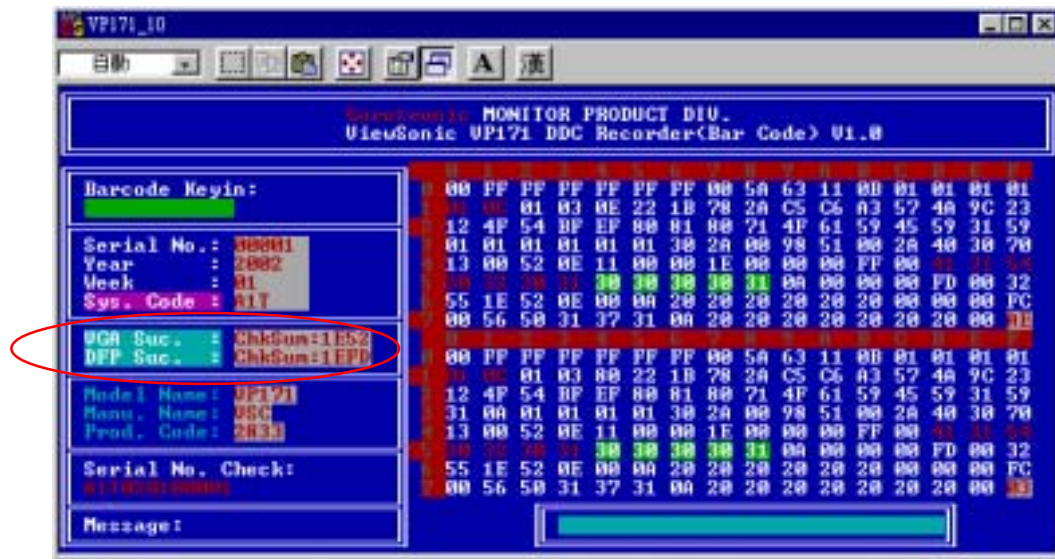 VP171_10
自動
A 漢
MONITOR PRODUCT DIV.
ViewSonic VP171 DDC Recorder(Bar Code) V1.0
Barcode Keyin:
Serial No.: 00001
Year : 2002
Week : 01
Sys. Code : A1T
VGA Suc. : ChkSum:1E52
DFP Suc. : ChkSum:1EFD
Model Name: VP171
Manu. Name: VSC
Prod. Code:
Serial No. Check:
Message:
00 FF FF FF FF FF FF 00 5A 63 11 0B 01 01 01 01
01 03 0E 22 1B 78 2A C5 C6 A3 57 4A 9C 23
12 4F 54 BF EF 80 81 80 71 4F 61 59 45 59 31 59
01 01 01 01 01 01 30 2A 00 98 51 00 2A 40 30 70
13 00 52 0E 11 00 00 1E 00 00 00 FF 00 41 31 54
30 30 30 30 31 0A 00 00 00 FD 00 32
55 1E 52 0E 00 0A 20 20 20 20 20 20 00 00 00 FC
00 56 50 31 37 31 0A 20 20 20 20 20 20 20 00
00 FF FF FF FF FF FF 00 5A 63 11 0B 01 01 01 01
01 03 80 22 1B 78 2A C5 C6 A3 57 4A 9C 23
12 4F 54 BF EF 80 81 80 71 4F 61 59 45 59 31 59
31 0A 01 01 01 01 30 2A 00 98 51 00 2A 40 30 70
13 00 52 0E 11 00 00 1E 00 00 00 FF 00 41 31 54
30 30 30 30 31 0A 00 00 00 FD 00 32
55 1E 52 0E 00 0A 20 20 20 20 20 20 00 00 00 FC
00 56 50 31 37 31 0A 20 20 20 20 20 20 20 00